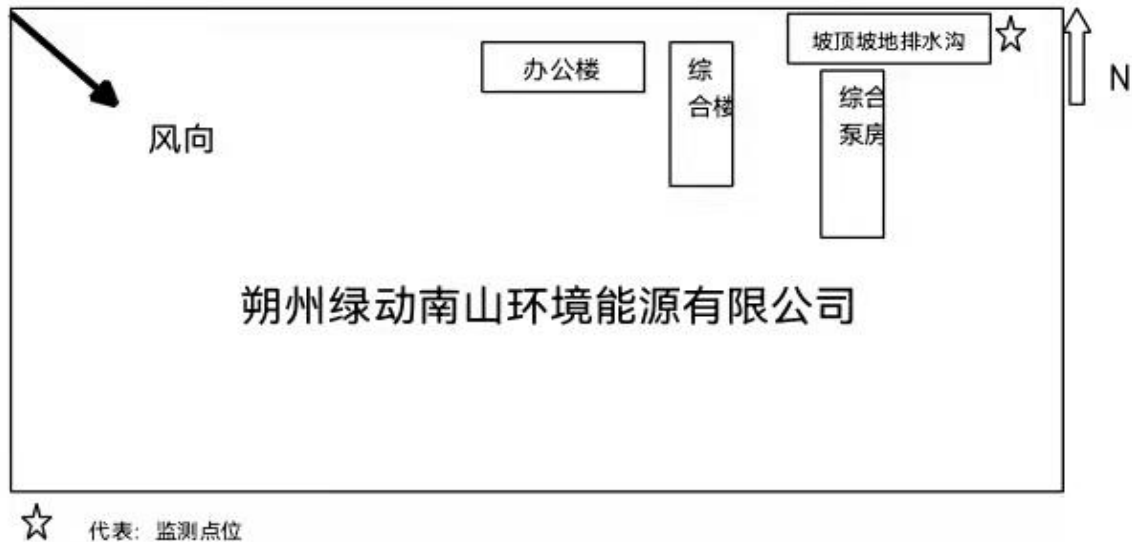 坡顶坡地排水沟
办公楼
综
合楼
综合
泵房
N
风向
朔州绿动南山环境能源有限公司
代表: 监测点位